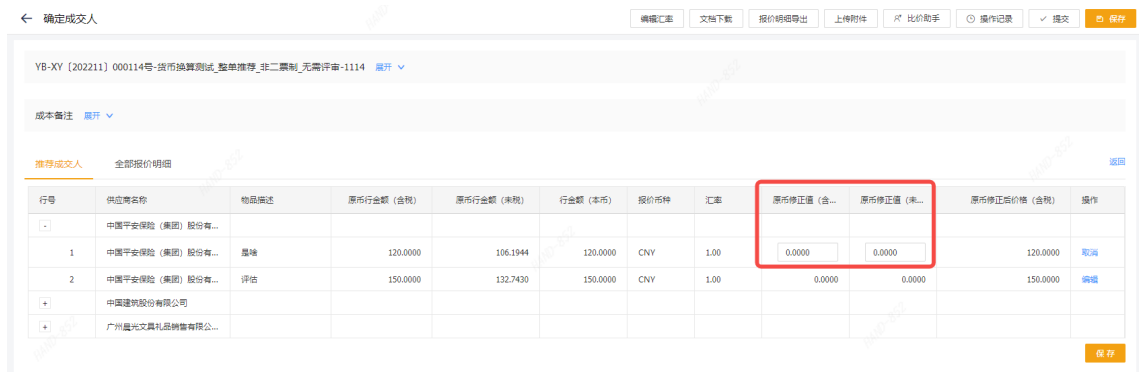 ← 确定成交人 编辑汇率 文档下载 报价明细导出 上传附件 比价助手 操作记录 提交 保存
YB-XY〔202211〕000114号-货币换算测试_整单推荐_非二票制_无需评审-1114 展开
成本备注 展开
推荐成交人 全部报价明细 返回
行号 供应商名称 物品描述 原币行金额（含税） 原币行金额（未税） 行金额（本币） 报价币种 汇率 原币修正值（含... 原币修正值（未... 原币修正后价格（含税） 操作
- 中国平安保险（集团）股份有...
1 中国平安保险（集团）股份有... 是啥 120.0000 106.1944 120.0000 CNY 1.00 0.0000 0.0000 120.0000 取消
2 中国平安保险（集团）股份有... 评估 150.0000 132.7430 150.0000 CNY 1.00 0.0000 0.0000 150.0000 编辑
+ 中国建筑股份有限公司
+ 广州晨光文具礼品销售有限公...
保存